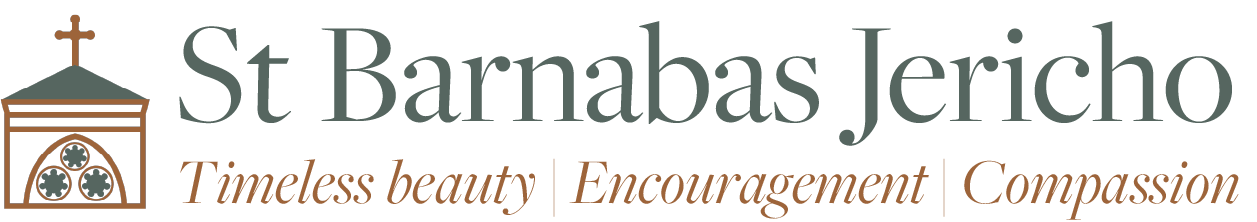 St Barnabas Jericho
Timeless beauty | Encouragement | Compassion